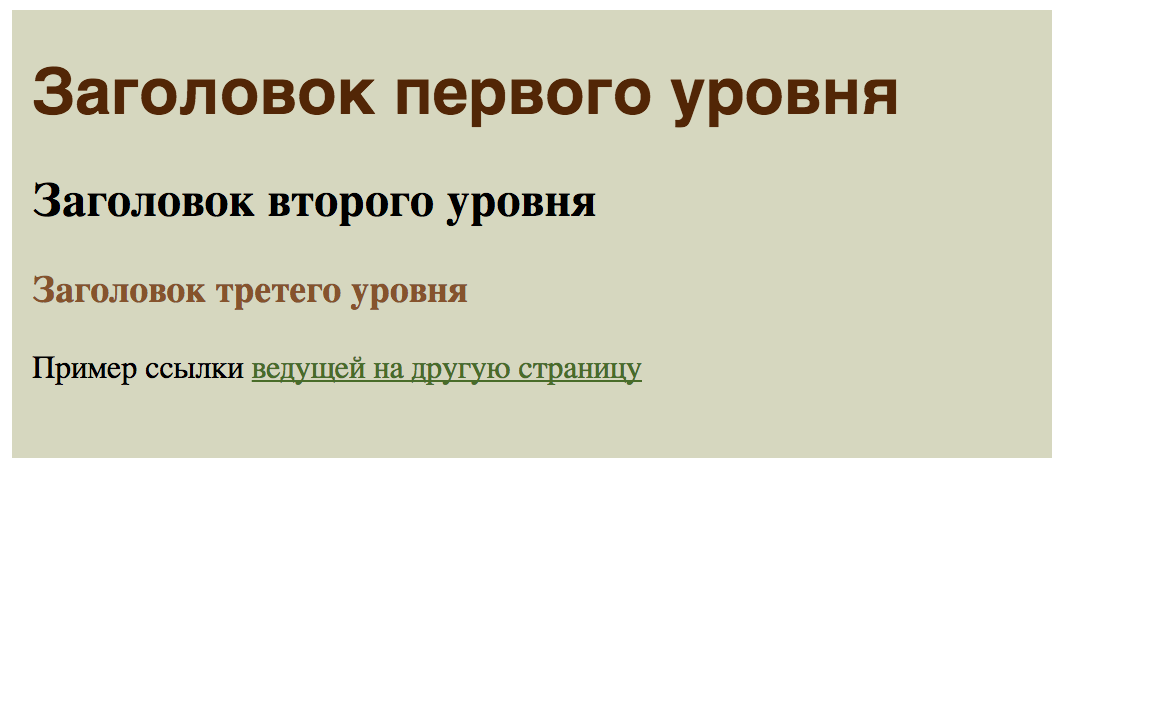 Заголовок первого уровня
Заголовок второго уровня
Заголовок третего уровня
Пример ссылки ведущей на другую страницу